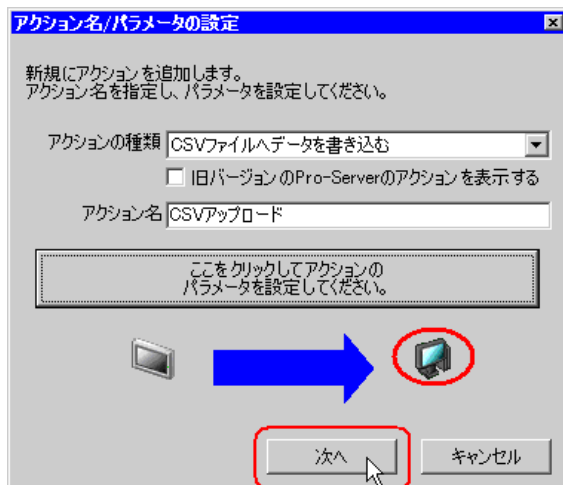 アクション名/パラメータの設定
新規にアクションを追加します。
アクション名を指定し、パラメータを設定してください。
アクションの種類 CSVファイルへデータを書き込む
旧バージョンのPro-Serverのアクションを表示する
アクション名 CSVアップロード
ここをクリックしてアクションの
パラメータを設定してください。
次へ キャンセル